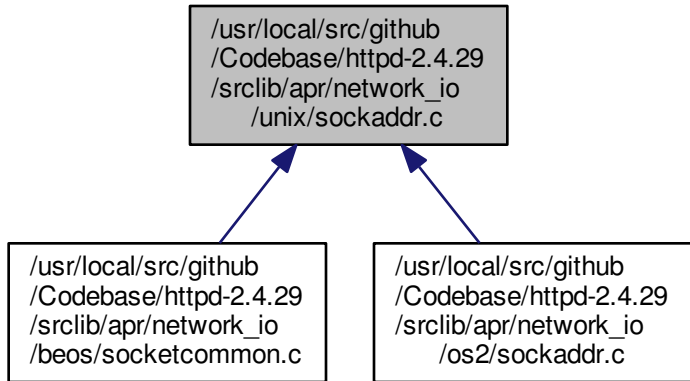 /usr/local/src/github
/Codebase/httpd-2.4.29
/srclib/apr/network_io
/unix/sockaddr.c
/usr/local/src/github
/Codebase/httpd-2.4.29
/srclib/apr/network_io
/beos/socketcommon.c
/usr/local/src/github
/Codebase/httpd-2.4.29
/srclib/apr/network_io
/os2/sockaddr.c